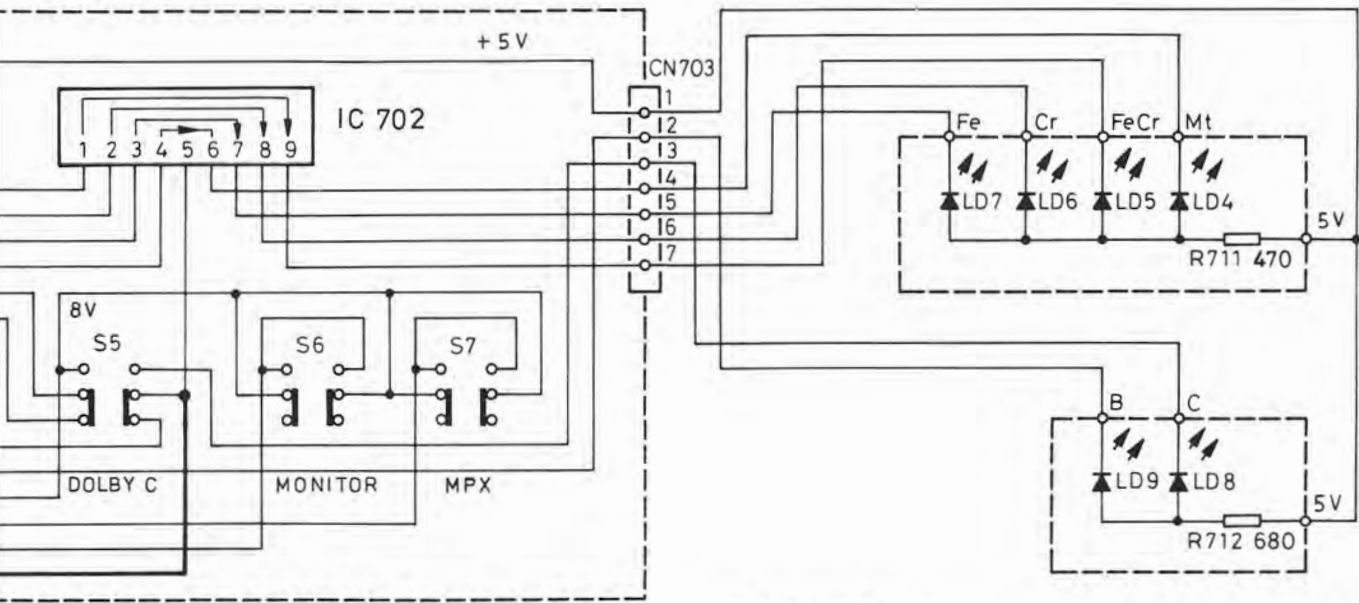 +5V
CN703
IC 702
1 2 3 4 5 6 7 8 9
1
2
3
4
5
6
7
Fe Cr FeCr Mt
LD7 LD6 LD5 LD4
5V
R711 470
8V
S5 S6 S7
DOLBY C MONITOR MPX
B C
LD9 LD8
5V
R712 680